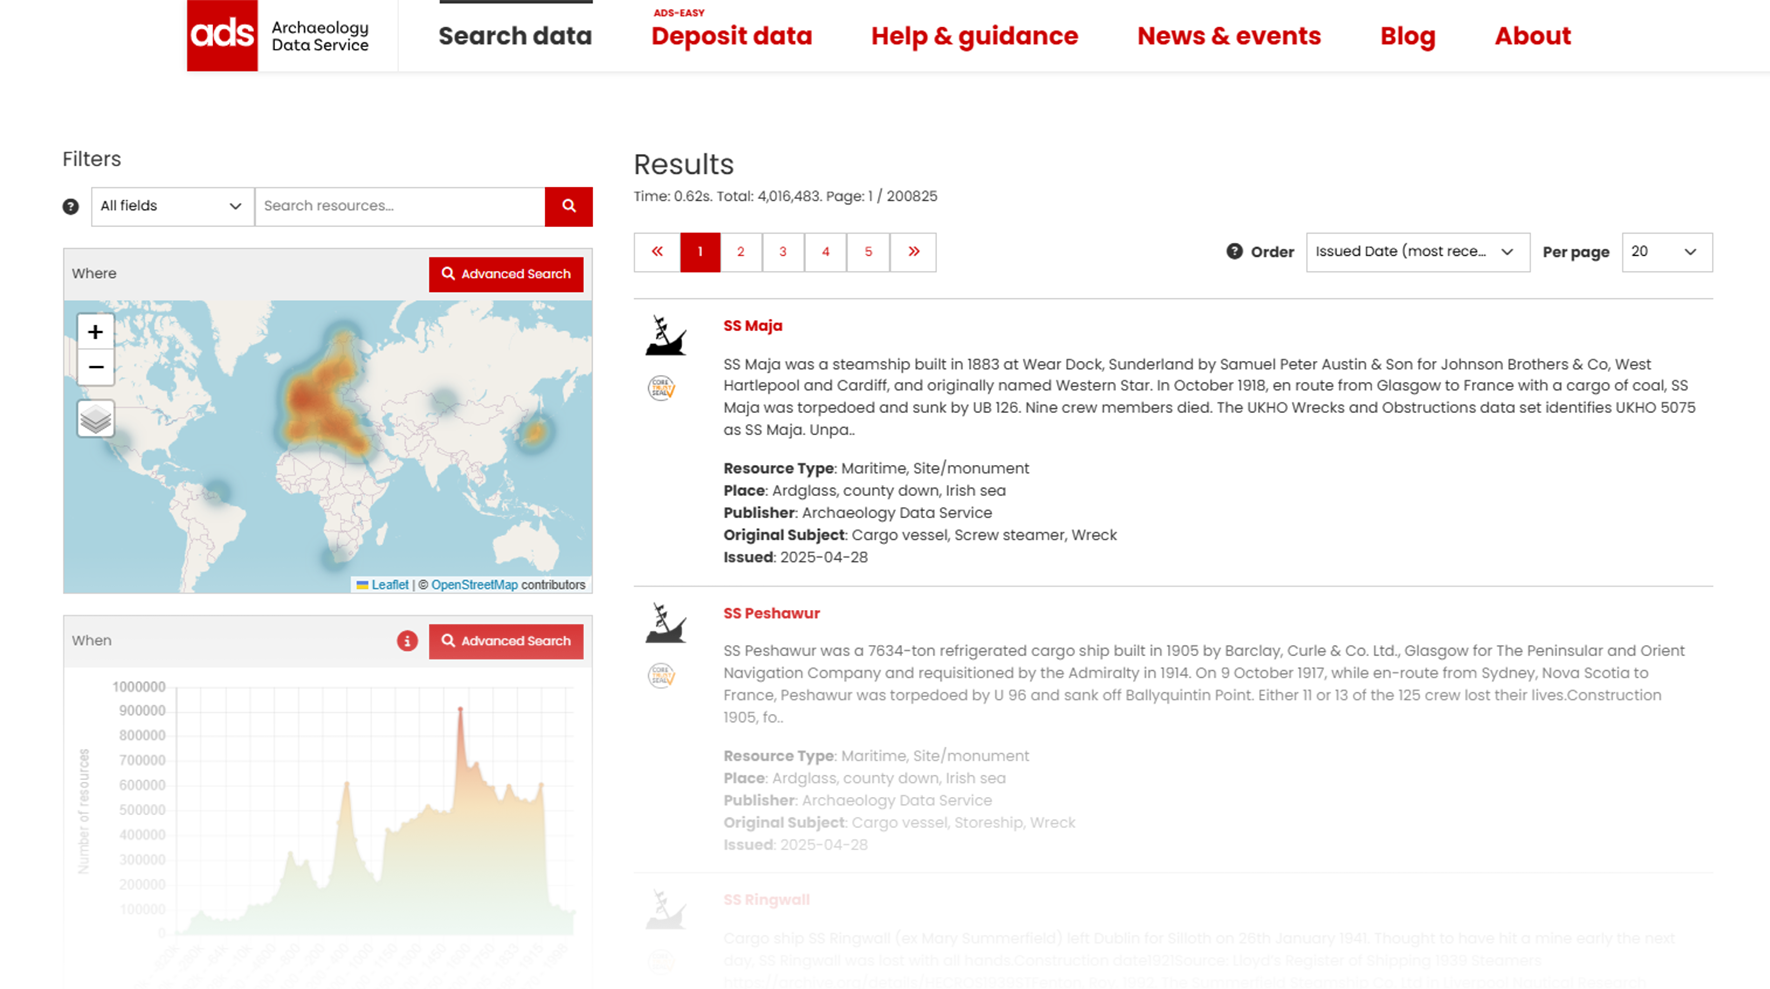 ads
Archaeology
Data Service
Search data
ADS-EASY
Deposit data
Help & guidance
News & events
Blog
About
Filters
All fields
Search resources...
Where
Advanced Search
+
−
Leaflet | © OpenStreetMap contributors
When
Advanced Search
Number of resources
1000000
900000
800000
700000
600000
500000
400000
300000
200000
100000
0
Results
Time: 0.62s. Total: 4,016,483. Page: 1 / 200825
« 1 2 3 4 5 »
Order
Issued Date (most rece...
Per page
20
SS Maja
SS Maja was a steamship built in 1883 at Wear Dock, Sunderland by Samuel Peter Austin & Son for Johnson Brothers & Co, West
Hartlepool and Cardiff, and originally named Western Star. In October 1918, en route from Glasgow to France with a cargo of coal, SS
Maja was torpedoed and sunk by UB 126. Nine crew members died. The UKHO Wrecks and Obstructions data set identifies UKHO 5075
as SS Maja. Unpa..
Resource Type: Maritime, Site/monument
Place: Ardglass, county down, Irish sea
Publisher: Archaeology Data Service
Original Subject: Cargo vessel, Screw steamer, Wreck
Issued: 2025-04-28
SS Peshawur
SS Peshawur was a 7634-ton refrigerated cargo ship built in 1905 by Barclay, Curle & Co. Ltd., Glasgow for The Peninsular and Orient
Navigation Company and requisitioned by the Admiralty in 1914. On 9 October 1917, while en-route from Sydney, Nova Scotia to
France, Peshawur was torpedoed by U 96 and sank off Ballyquintin Point. Either 11 or 13 of the 125 crew lost their lives.Construction
1905, fo..
Resource Type: Maritime, Site/monument
Place: Ardglass, county down, Irish sea
Publisher: Archaeology Data Service
Original Subject: Cargo vessel, Storeship, Wreck
Issued: 2025-04-28
SS Ringwall
Cargo ship SS Ringwall (ex Mary Summerfield) left Dublin for Silloth on 26th January 1941. Thought to have hit a mine early the next
day, SS Ringwall was lost with all hands.Construction date1921Source: Lloyd's Register of Shipping 1939 Steamers